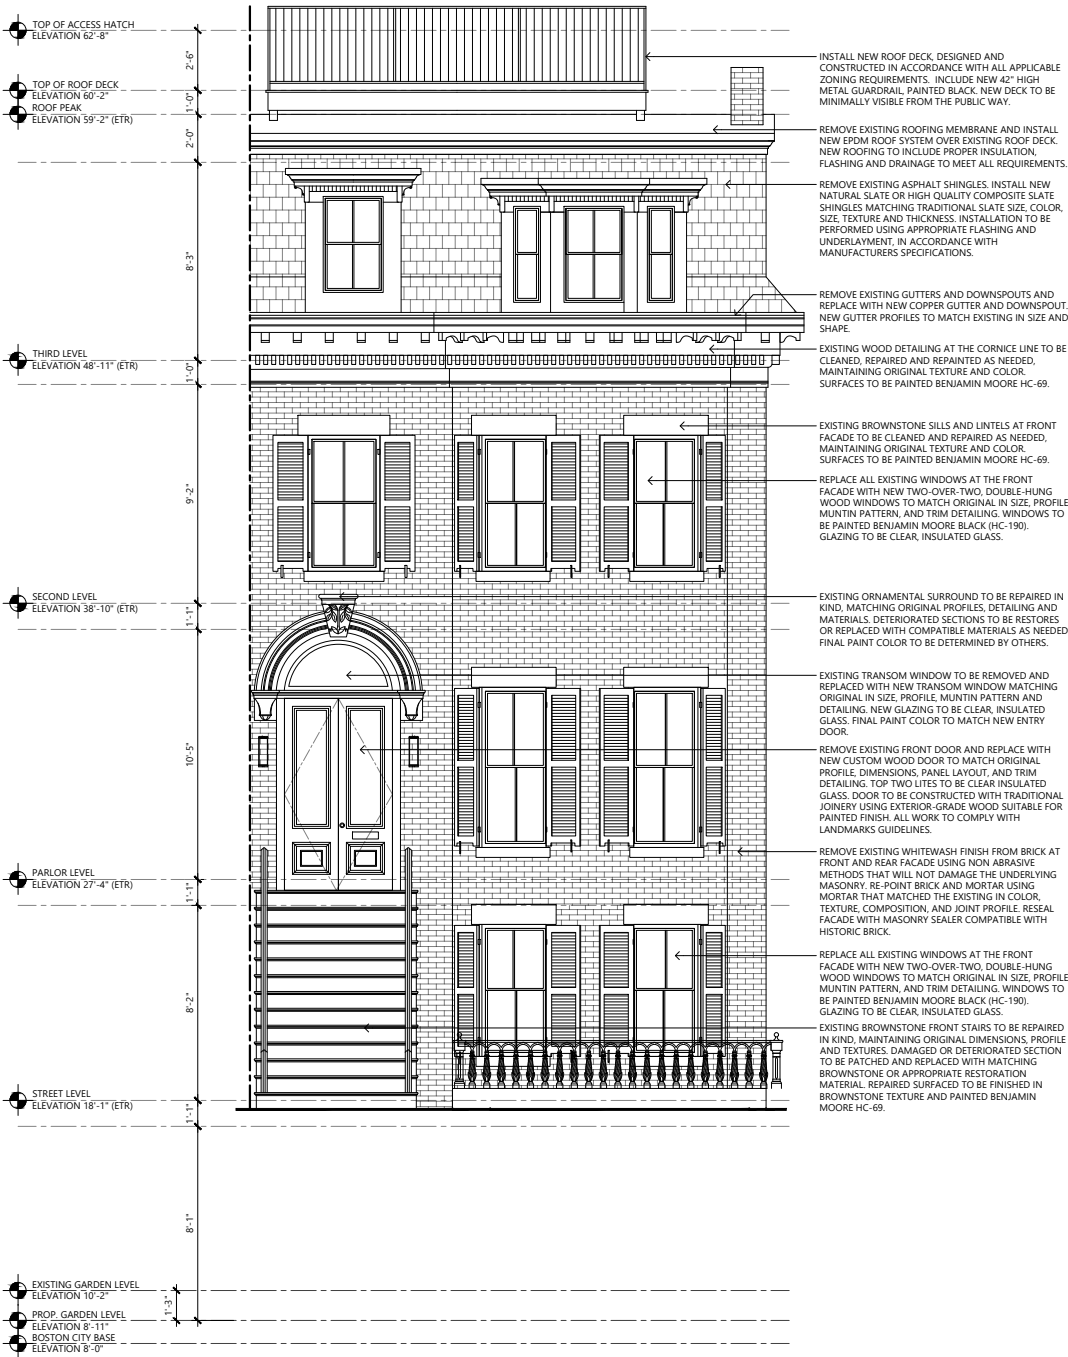 TOP OF ACCESS HATCH
ELEVATION 62'-8"
2'-6"
TOP OF ROOF DECK
ELEVATION 60'-2"
1'-0"
ROOF PEAK
ELEVATION 59'-2" (ETR)
2'-0"
8'-3"
THIRD LEVEL
ELEVATION 48'-11" (ETR)
1'-0"
9'-2"
SECOND LEVEL
ELEVATION 38'-10" (ETR)
1'-1"
10'-5"
PARLOR LEVEL
ELEVATION 27'-4" (ETR)
1'-1"
8'-2"
STREET LEVEL
ELEVATION 18'-1" (ETR)
1'-1"
8'-1"
EXISTING GARDEN LEVEL
ELEVATION 10'-2"
1'-3"
PROP. GARDEN LEVEL
ELEVATION 8'-11"
BOSTON CITY BASE
ELEVATION 8'-0"
INSTALL NEW ROOF DECK, DESIGNED AND
CONSTRUCTED IN ACCORDANCE WITH ALL APPLICABLE
ZONING REQUIREMENTS. INCLUDE NEW 42" HIGH
METAL GUARDRAIL, PAINTED BLACK. NEW DECK TO BE
MINIMALLY VISIBLE FROM THE PUBLIC WAY.
REMOVE EXISTING ROOFING MEMBRANE AND INSTALL
NEW EPDM ROOF SYSTEM OVER EXISTING ROOF DECK.
NEW ROOFING TO INCLUDE PROPER INSULATION,
FLASHING AND DRAINAGE TO MEET ALL REQUIREMENTS.
REMOVE EXISTING ASPHALT SHINGLES. INSTALL NEW
NATURAL SLATE OR HIGH QUALITY COMPOSITE SLATE
SHINGLES MATCHING TRADITIONAL SLATE SIZE, COLOR,
SIZE, TEXTURE AND THICKNESS. INSTALLATION TO BE
PERFORMED USING APPROPRIATE FLASHING AND
UNDERLAYMENT, IN ACCORDANCE WITH
MANUFACTURERS SPECIFICATIONS.
REMOVE EXISTING GUTTERS AND DOWNSPOUTS AND
REPLACE WITH NEW COPPER GUTTER AND DOWNSPOUT.
NEW GUTTER PROFILES TO MATCH EXISTING IN SIZE AND
SHAPE.
EXISTING WOOD DETAILING AT THE CORNICE LINE TO BE
CLEANED, REPAIRED AND REPAINTED AS NEEDED,
MAINTAINING ORIGINAL TEXTURE AND COLOR.
SURFACES TO BE PAINTED BENJAMIN MOORE HC-69.
EXISTING BROWNSTONE SILLS AND LINTELS AT FRONT
FACADE TO BE CLEANED AND REPAIRED AS NEEDED,
MAINTAINING ORIGINAL TEXTURE AND COLOR.
SURFACES TO BE PAINTED BENJAMIN MOORE HC-69.
REPLACE ALL EXISTING WINDOWS AT THE FRONT
FACADE WITH NEW TWO-OVER-TWO, DOUBLE-HUNG
WOOD WINDOWS TO MATCH ORIGINAL IN SIZE, PROFILE
MUNTIN PATTERN, AND TRIM DETAILING. WINDOWS TO
BE PAINTED BENJAMIN MOORE BLACK (HC-190).
GLAZING TO BE CLEAR, INSULATED GLASS.
EXISTING ORNAMENTAL SURROUND TO BE REPAIRED IN
KIND, MATCHING ORIGINAL PROFILES, DETAILING AND
MATERIALS. DETERIORATED SECTIONS TO BE RESTORES
OR REPLACED WITH COMPATIBLE MATERIALS AS NEEDED
FINAL PAINT COLOR TO BE DETERMINED BY OTHERS.
EXISTING TRANSOM WINDOW TO BE REMOVED AND
REPLACED WITH NEW TRANSOM WINDOW MATCHING
ORIGINAL IN SIZE, PROFILE, MUNTIN PATTERN AND
DETAILING. NEW GLAZING TO BE CLEAR, INSULATED
GLASS. FINAL PAINT COLOR TO MATCH NEW ENTRY
DOOR.
REMOVE EXISTING FRONT DOOR AND REPLACE WITH
NEW CUSTOM WOOD DOOR TO MATCH ORIGINAL
PROFILE, DIMENSIONS, PANEL LAYOUT, AND TRIM
DETAILING. TOP TWO LITES TO BE CLEAR INSULATED
GLASS. DOOR TO BE CONSTRUCTED WITH TRADITIONAL
JOINERY USING EXTERIOR-GRADE WOOD SUITABLE FOR
PAINTED FINISH. ALL WORK TO COMPLY WITH
LANDMARKS GUIDELINES.
REMOVE EXISTING WHITEWASH FINISH FROM BRICK AT
FRONT AND REAR FACADE USING NON ABRASIVE
METHODS THAT WILL NOT DAMAGE THE UNDERLYING
MASONRY. RE-POINT BRICK AND MORTAR USING
MORTAR THAT MATCHED THE EXISTING IN COLOR,
TEXTURE, COMPOSITION, AND JOINT PROFILE. RESEAL
FACADE WITH MASONRY SEALER COMPATIBLE WITH
HISTORIC BRICK.
REPLACE ALL EXISTING WINDOWS AT THE FRONT
FACADE WITH NEW TWO-OVER-TWO, DOUBLE-HUNG
WOOD WINDOWS TO MATCH ORIGINAL IN SIZE, PROFILE
MUNTIN PATTERN, AND TRIM DETAILING. WINDOWS TO
BE PAINTED BENJAMIN MOORE BLACK (HC-190).
GLAZING TO BE CLEAR, INSULATED GLASS.
EXISTING BROWNSTONE FRONT STAIRS TO BE REPAIRED
IN KIND, MAINTAINING ORIGINAL DIMENSIONS, PROFILE
AND TEXTURES. DAMAGED OR DETERIORATED SECTION
TO BE PATCHED AND REPLACED WITH MATCHING
BROWNSTONE OR APPROPRIATE RESTORATION
MATERIAL. REPAIRED SURFACED TO BE FINISHED IN
BROWNSTONE TEXTURE AND PAINTED BENJAMIN
MOORE HC-69.